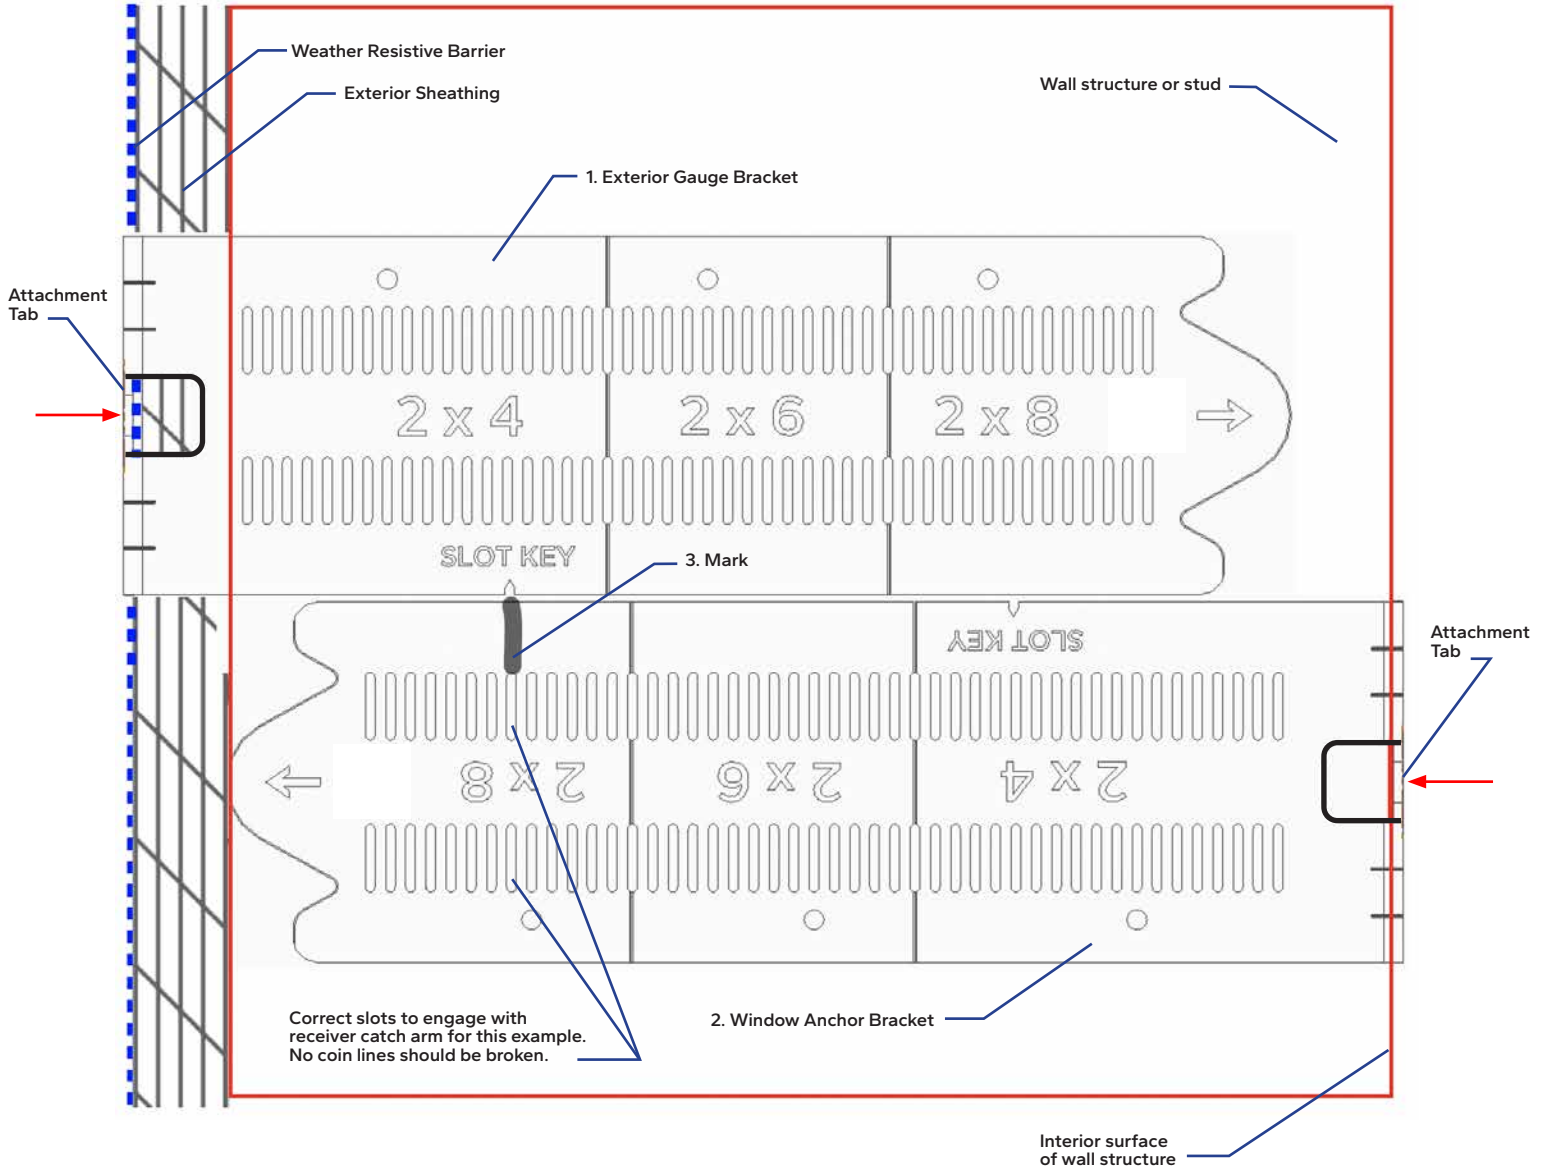 Weather Resistive Barrier
Exterior Sheathing
Wall structure or stud
1. Exterior Gauge Bracket
Attachment
Tab
2 x 4
2 x 6
2 x 8
SLOT KEY
3. Mark
SLOT KEY
Attachment
Tab
2 x 8
2 x 6
2 x 4
Correct slots to engage with
receiver catch arm for this example.
No coin lines should be broken.
2. Window Anchor Bracket
Interior surface
of wall structure